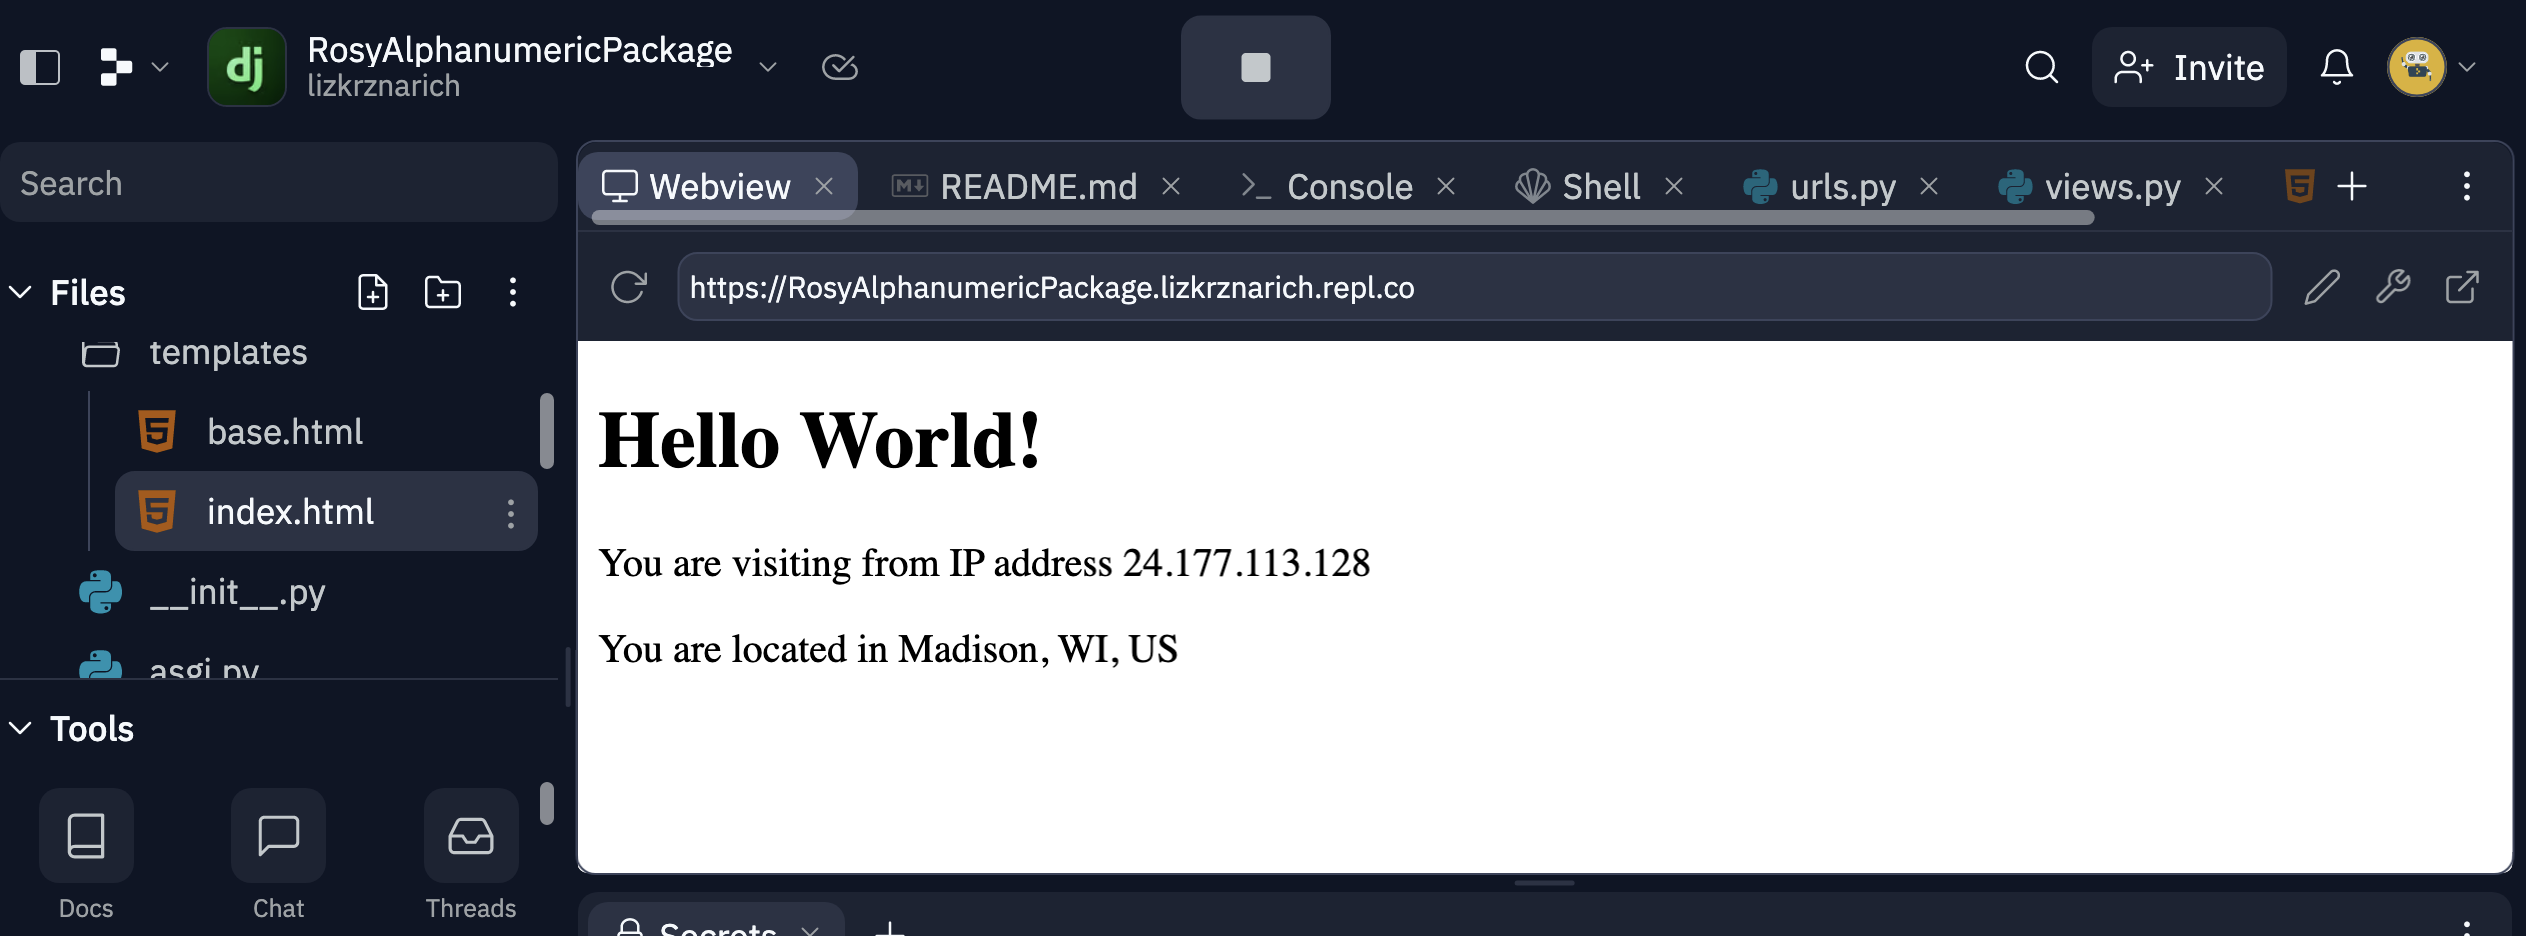 dj
RosyAlphanumericPackage
lizkrznarich
Invite
Search
Files
templates
base.html
index.html
__init__.py
asgi.py
Tools
Docs
Chat
Threads
Webview
README.md
Console
Shell
urls.py
views.py
https://RosyAlphanumericPackage.lizkrznarich.repl.co
Hello World!
You are visiting from IP address 24.177.113.128
You are located in Madison, WI, US
Secrets